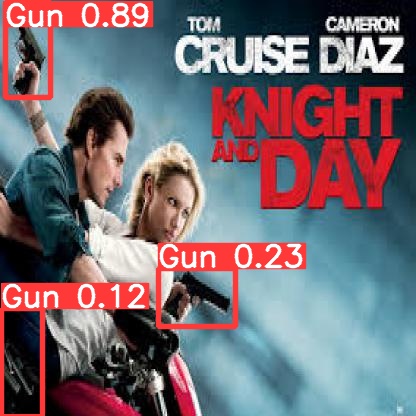 Gun 0.89
TOM CAMERON
CRUISE DIAZ
KNIGHT
AND DAY
Gun 0.23
Gun 0.12